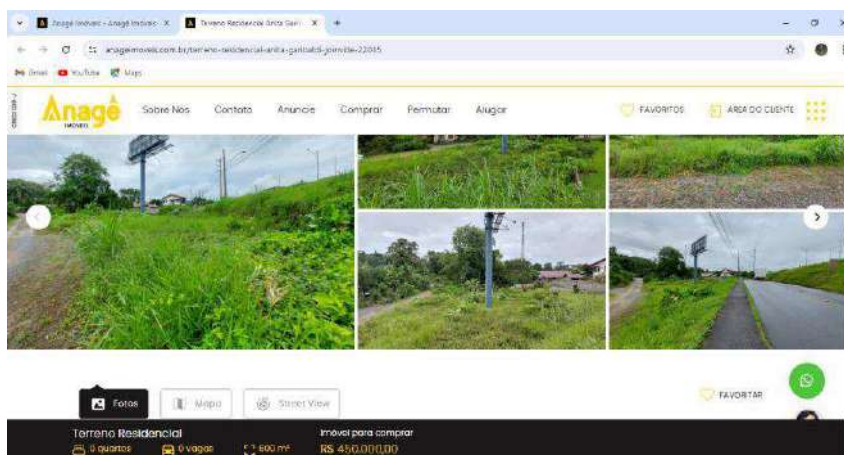 Anagê Imóveis - Anagê Imóveis
Terreno Residencial Anita Gari
anageimoveis.com.br/terreno-residencial-anita-garibaldi-joinville-22015
Gmail YouTube Maps
Anagê
IMÓVEIS
Sobre Nós Contato Anuncie Comprar Permutar Alugar
FAVORITOS ÁREA DO CLIENTE
Fotos Mapa Street View
FAVORITAR
Terreno Residencial
0 quartos 0 vagas 600 m²
Imóvel para comprar
R$ 450.000,00